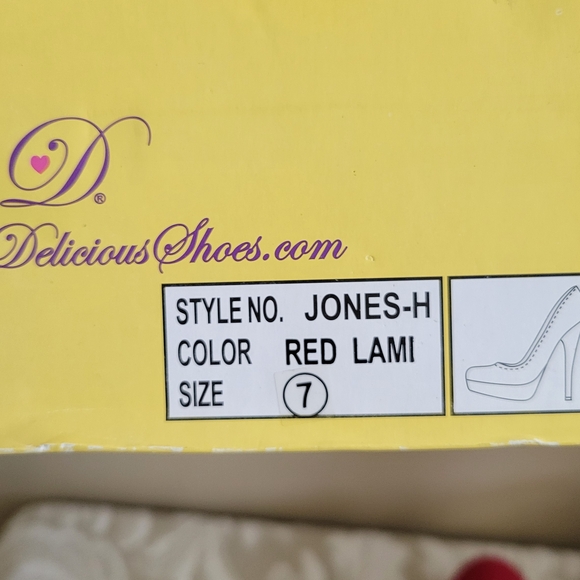 D®
DeliciousShoes.com
STYLE NO. JONES-H
COLOR RED LAMI
SIZE 7